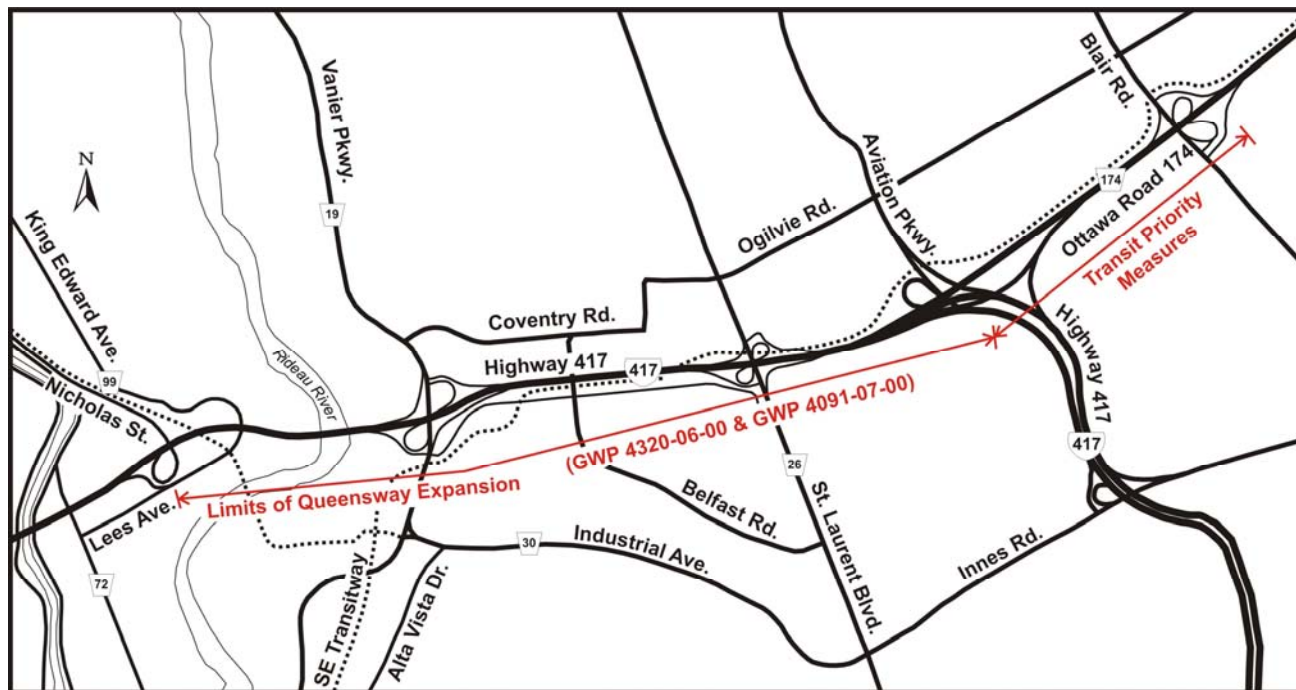 N
King Edward Ave.
99
Nicholas St.
Lees Ave.
72
Rideau River
Vanier Pkwy.
19
Coventry Rd.
Highway 417
417
Ogilvie Rd.
Aviation Pkwy.
Blair Rd.
174
Ottawa Road 174
Transit Priority
Measures
Highway 417
417
Limits of Queensway Expansion
(GWP 4320-06-00 & GWP 4091-07-00)
26
St. Laurent Blvd.
Belfast Rd.
30
Industrial Ave.
Innes Rd.
SE Transitway
Alta Vista Dr.